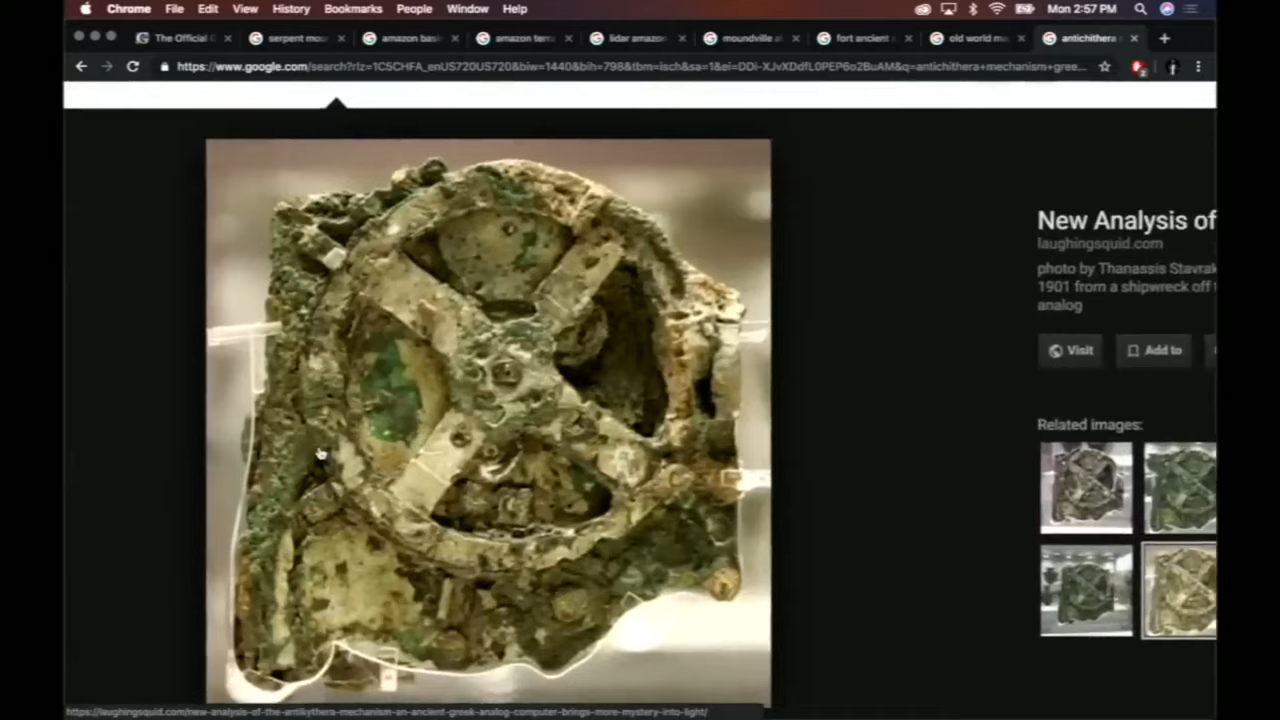 Chrome File Edit View History Bookmarks People Window Help Mon 2:57 PM
The Official E serpent mou amazon bas amazon terra lidar amazon moundville al fort ancient old world m antichithera
https://www.google.com/search?rlz=1C5CHFA_enUS720US720&biw=1440&bih=798&tbm=isch&sa=1&ei=DDi-XJvXDdfL0PEP6o2BuAM&q=antichithera+mechanism+gree...
New Analysis of
laughingsquid.com
photo by Thanassis Stavrak
1901 from a shipwreck off
analog
Visit Add to
Related images:
https://laughingsquid.com/new-analysis-of-the-antikythera-mechanism-an-ancient-greek-analog-computer-brings-more-mystery-into-light/